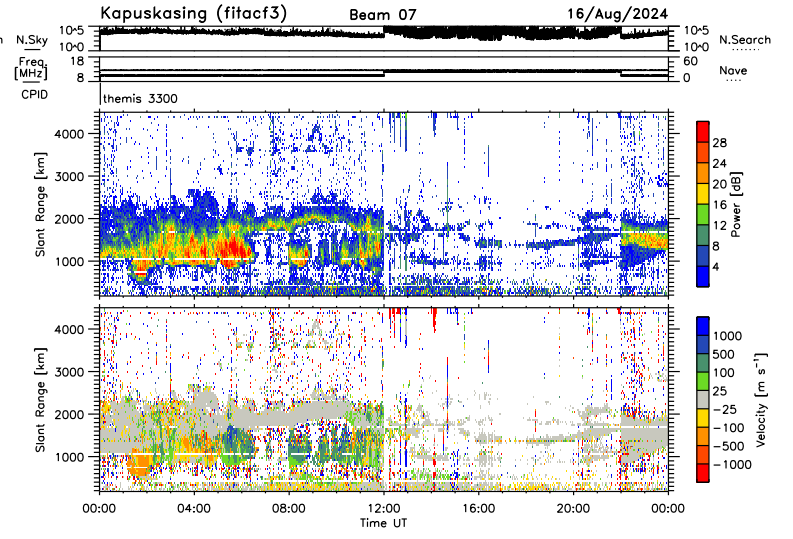 Kapuskasing (fitacf3) Beam 07 16/Aug/2024
N.Sky 10^5 10^0 10^5 10^0 N.Search
Freq. [MHz] 18 8 60 0 Nave
CPID themis 3300
Slant Range [km] 4000 3000 2000 1000
Power [dB] 28 24 20 16 12 8 4
Slant Range [km] 4000 3000 2000 1000
Velocity [m s⁻¹] 1000 500 100 25 −25 −100 −500 −1000
00:00 04:00 08:00 12:00 16:00 20:00 00:00
Time UT